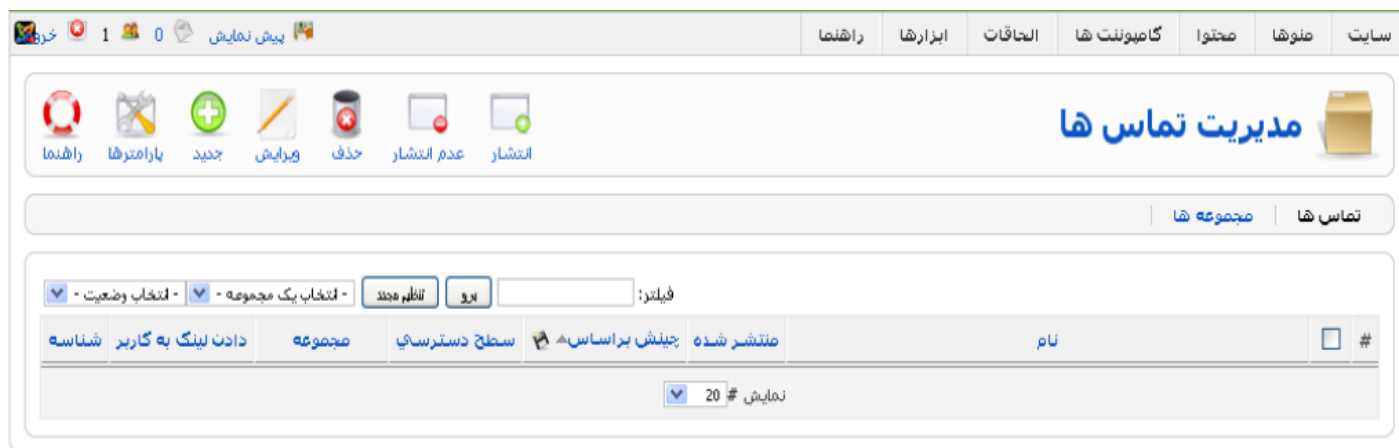 سایت منوها محتوا کامپوننت ها الحاقات ابزارها راهنما پیش نمایش 0 1 خروج
مدیریت تماس ها
انتشار عدم انتشار حذف ویرایش جدید پارامترها راهنما
تماس ها مجموعه ها
فیلتر: برو تنظیم مجدد - انتخاب یک مجموعه - - انتخاب وضعیت -
# نام منتشر شده چینش براساس سطح دسترسي مجموعه دادن لینک به کاربر شناسه
نمایش # 20